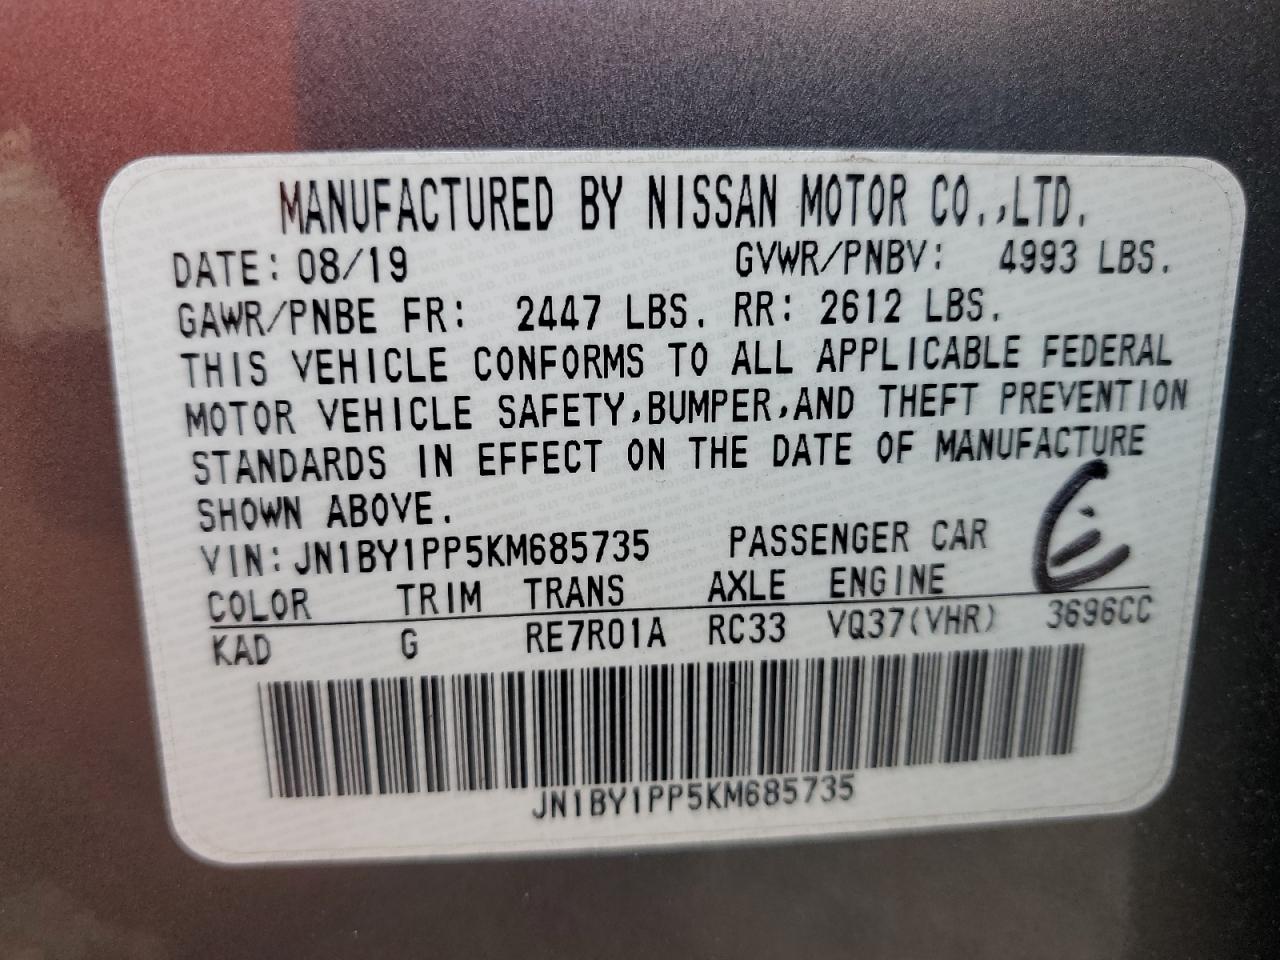 MANUFACTURED BY NISSAN MOTOR CO.,LTD.
DATE: 08/19 GVWR/PNBV: 4993 LBS.
GAWR/PNBE FR: 2447 LBS. RR: 2612 LBS.
THIS VEHICLE CONFORMS TO ALL APPLICABLE FEDERAL
MOTOR VEHICLE SAFETY,BUMPER,AND THEFT PREVENTION
STANDARDS IN EFFECT ON THE DATE OF MANUFACTURE
SHOWN ABOVE.
VIN: JN1BY1PP5KM685735 PASSENGER CAR
COLOR TRIM TRANS AXLE ENGINE
KAD G RE7R01A RC33 VQ37(VHR) 3696CC
JN1BY1PP5KM685735